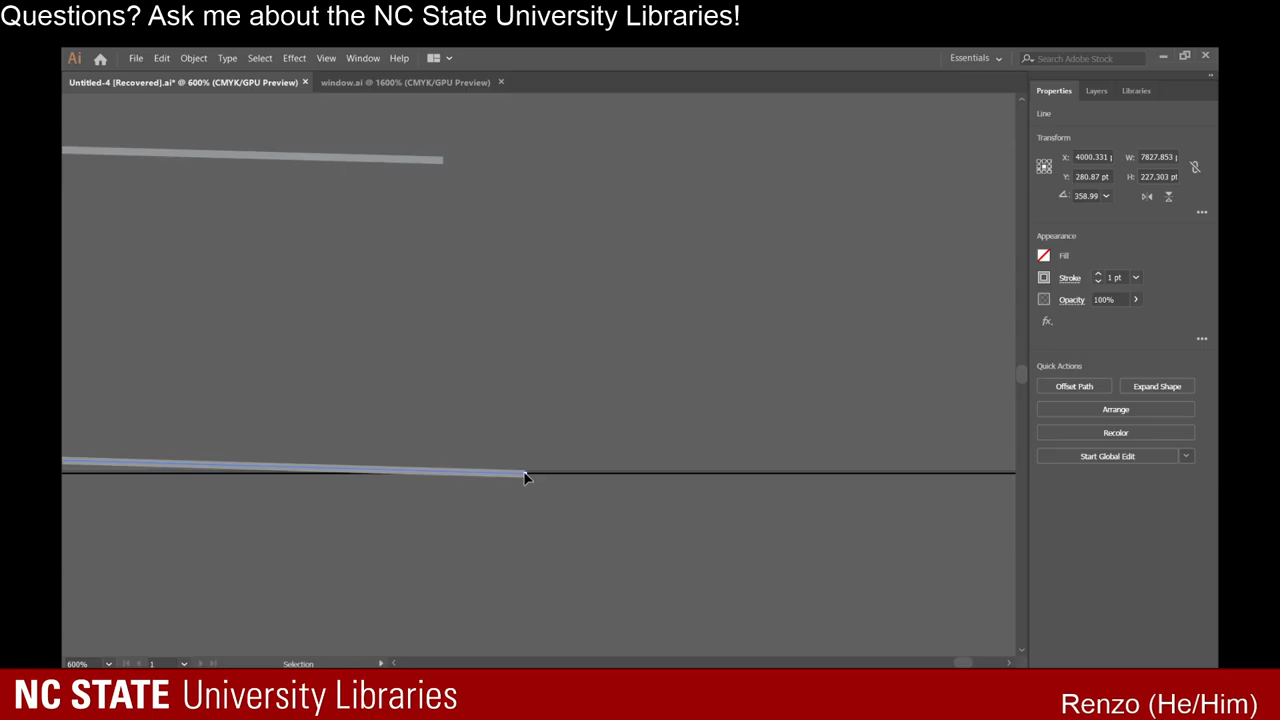 Questions? Ask me about the NC State University Libraries!
Ai File Edit Object Type Select Effect View Window Help Essentials Search Adobe Stock
Untitled-4 [Recovered].ai* @ 600% (CMYK/GPU Preview) × window.ai @ 1600% (CMYK/GPU Preview) ×
Properties Layers Libraries
Line
Transform
X: 4000.331 W: 7827.853
Y: 280.87 pt H: 227.303 pt
358.99
Appearance
Fill
Stroke 1 pt
Opacity 100%
fx.
Quick Actions
Offset Path Expand Shape
Arrange
Recolor
Start Global Edit
600% 1 Selection
NC STATE University Libraries
Renzo (He/Him)